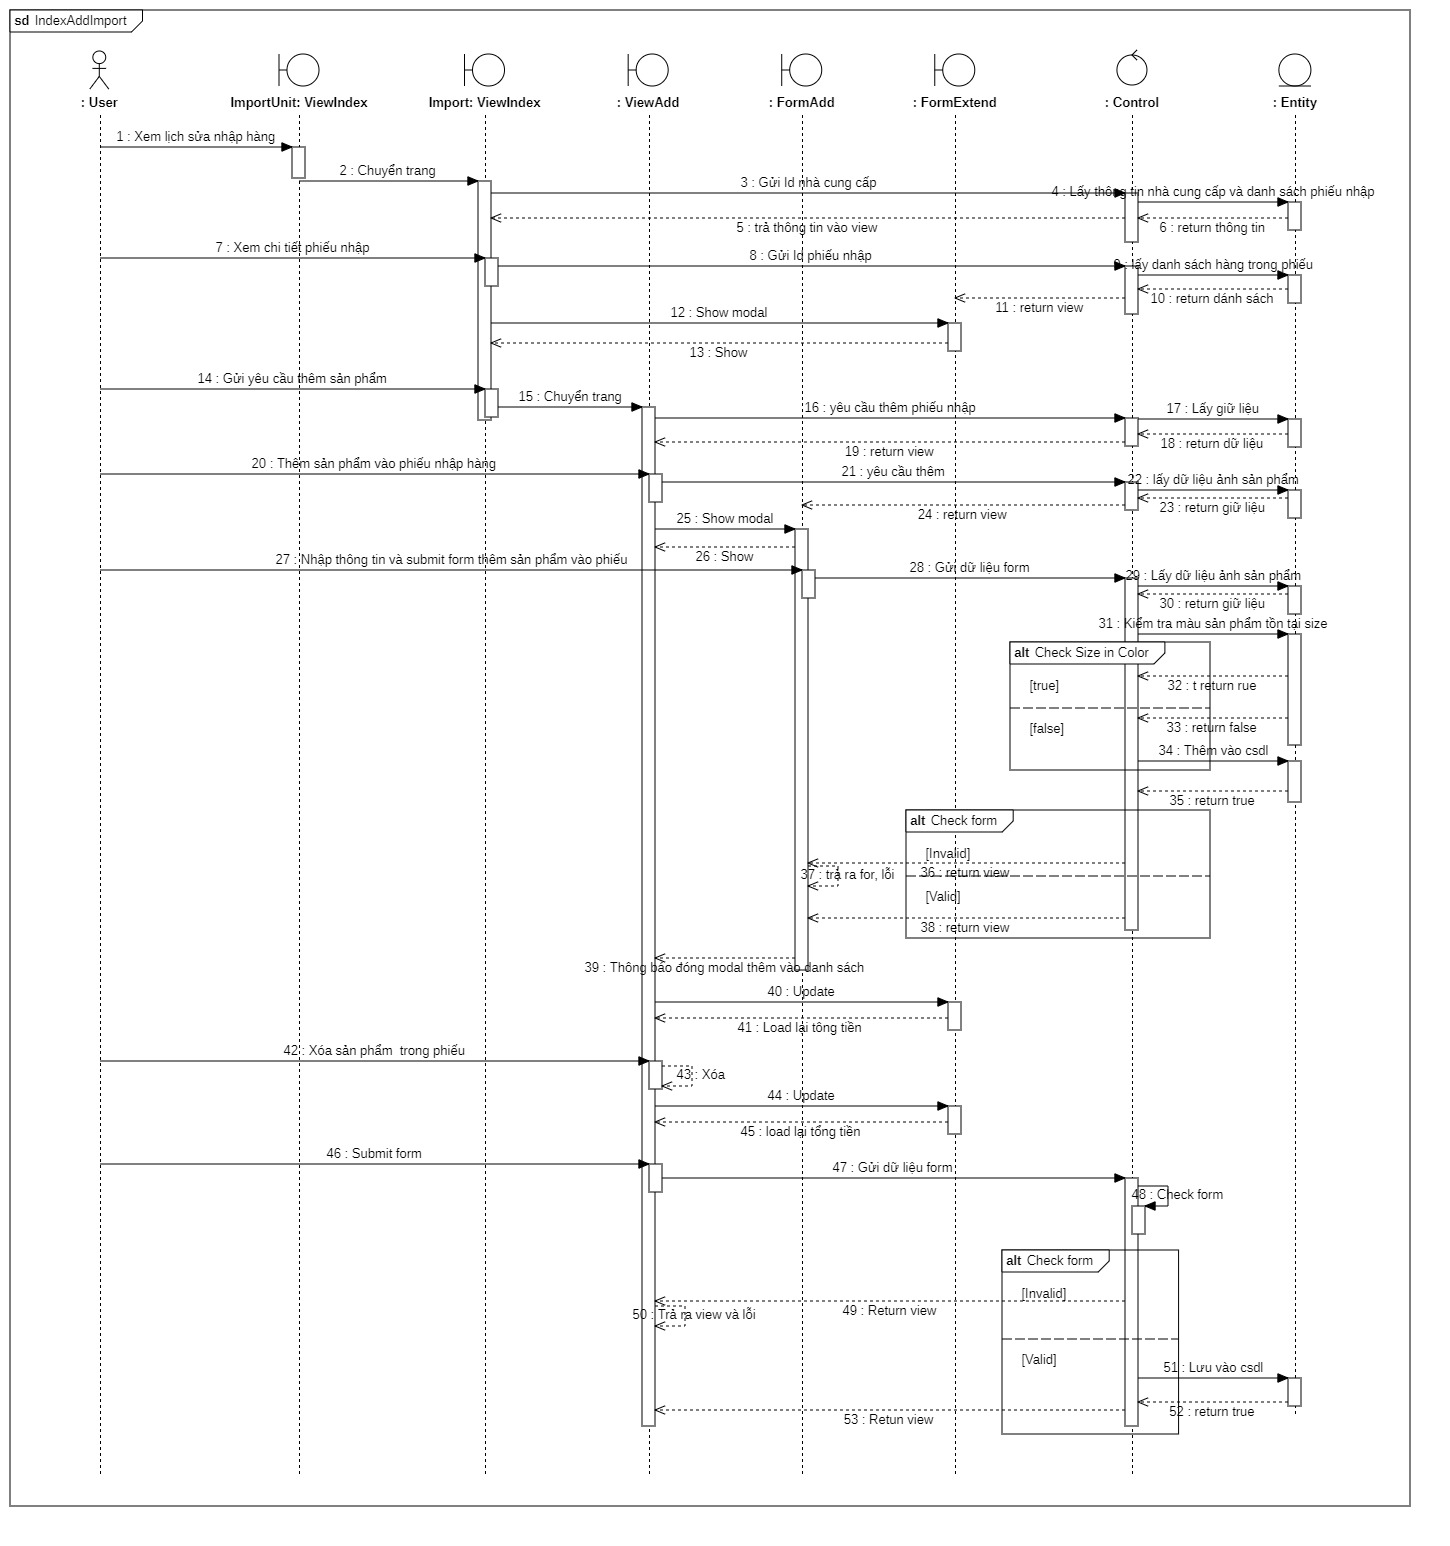 sd IndexAddImport
: User
ImportUnit: ViewIndex
Import: ViewIndex
: ViewAdd
: FormAdd
: FormExtend
: Control
: Entity
1 : Xem lịch sửa nhập hàng
2 : Chuyển trang
3 : Gửi Id nhà cung cấp
4 : Lấy thông tin nhà cung cấp và danh sách phiếu nhập
5 : trả thông tin vào view
6 : return thông tin
7 : Xem chi tiết phiếu nhập
8 : Gửi Id phiếu nhập
9 : lấy danh sách hàng trong phiếu
10 : return dánh sách
11 : return view
12 : Show modal
13 : Show
14 : Gửi yêu cầu thêm sản phẩm
15 : Chuyển trang
16 : yêu cầu thêm phiếu nhập
17 : Lấy giữ liệu
18 : return dữ liệu
19 : return view
20 : Thêm sản phẩm vào phiếu nhập hàng
21 : yêu cầu thêm
22 : lấy dữ liệu ảnh sản phẩm
23 : return giữ liệu
24 : return view
25 : Show modal
26 : Show
27 : Nhập thông tin và submit form thêm sản phẩm vào phiếu
28 : Gửi dữ liệu form
29 : Lấy dữ liệu ảnh sản phẩm
30 : return giữ liệu
31 : Kiểm tra màu sản phẩm tồn tại size
alt Check Size in Color
[true]
32 : t return rue
33 : return false
[false]
34 : Thêm vào csdl
35 : return true
alt Check form
[Invalid]
36 : return view
37 : trả ra for, lỗi
[Valid]
38 : return view
39 : Thông báo đóng modal thêm vào danh sách
40 : Update
41 : Load lại tông tiền
42 : Xóa sản phẩm  trong phiếu
43 : Xóa
44 : Update
45 : load lại tổng tiền
46 : Submit form
47 : Gửi dữ liệu form
48 : Check form
alt Check form
[Invalid]
49 : Return view
50 : Trả ra view và lỗi
[Valid]
51 : Lưu vào csdl
52 : return true
53 : Retun view